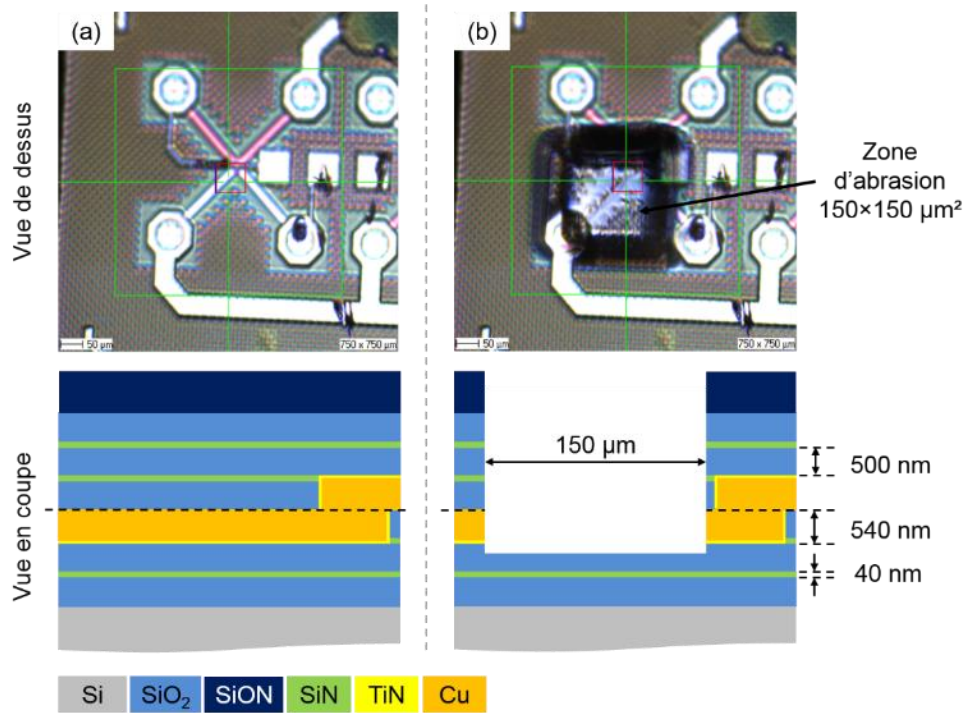 (a)
(b)
Vue de dessus
50 µm
750 x 750 µm
50 µm
750 x 750 µm
Zone
d'abrasion
150×150 µm²
Vue en coupe
150 µm
500 nm
540 nm
40 nm
Si
SiO₂
SiON
SiN
TiN
Cu